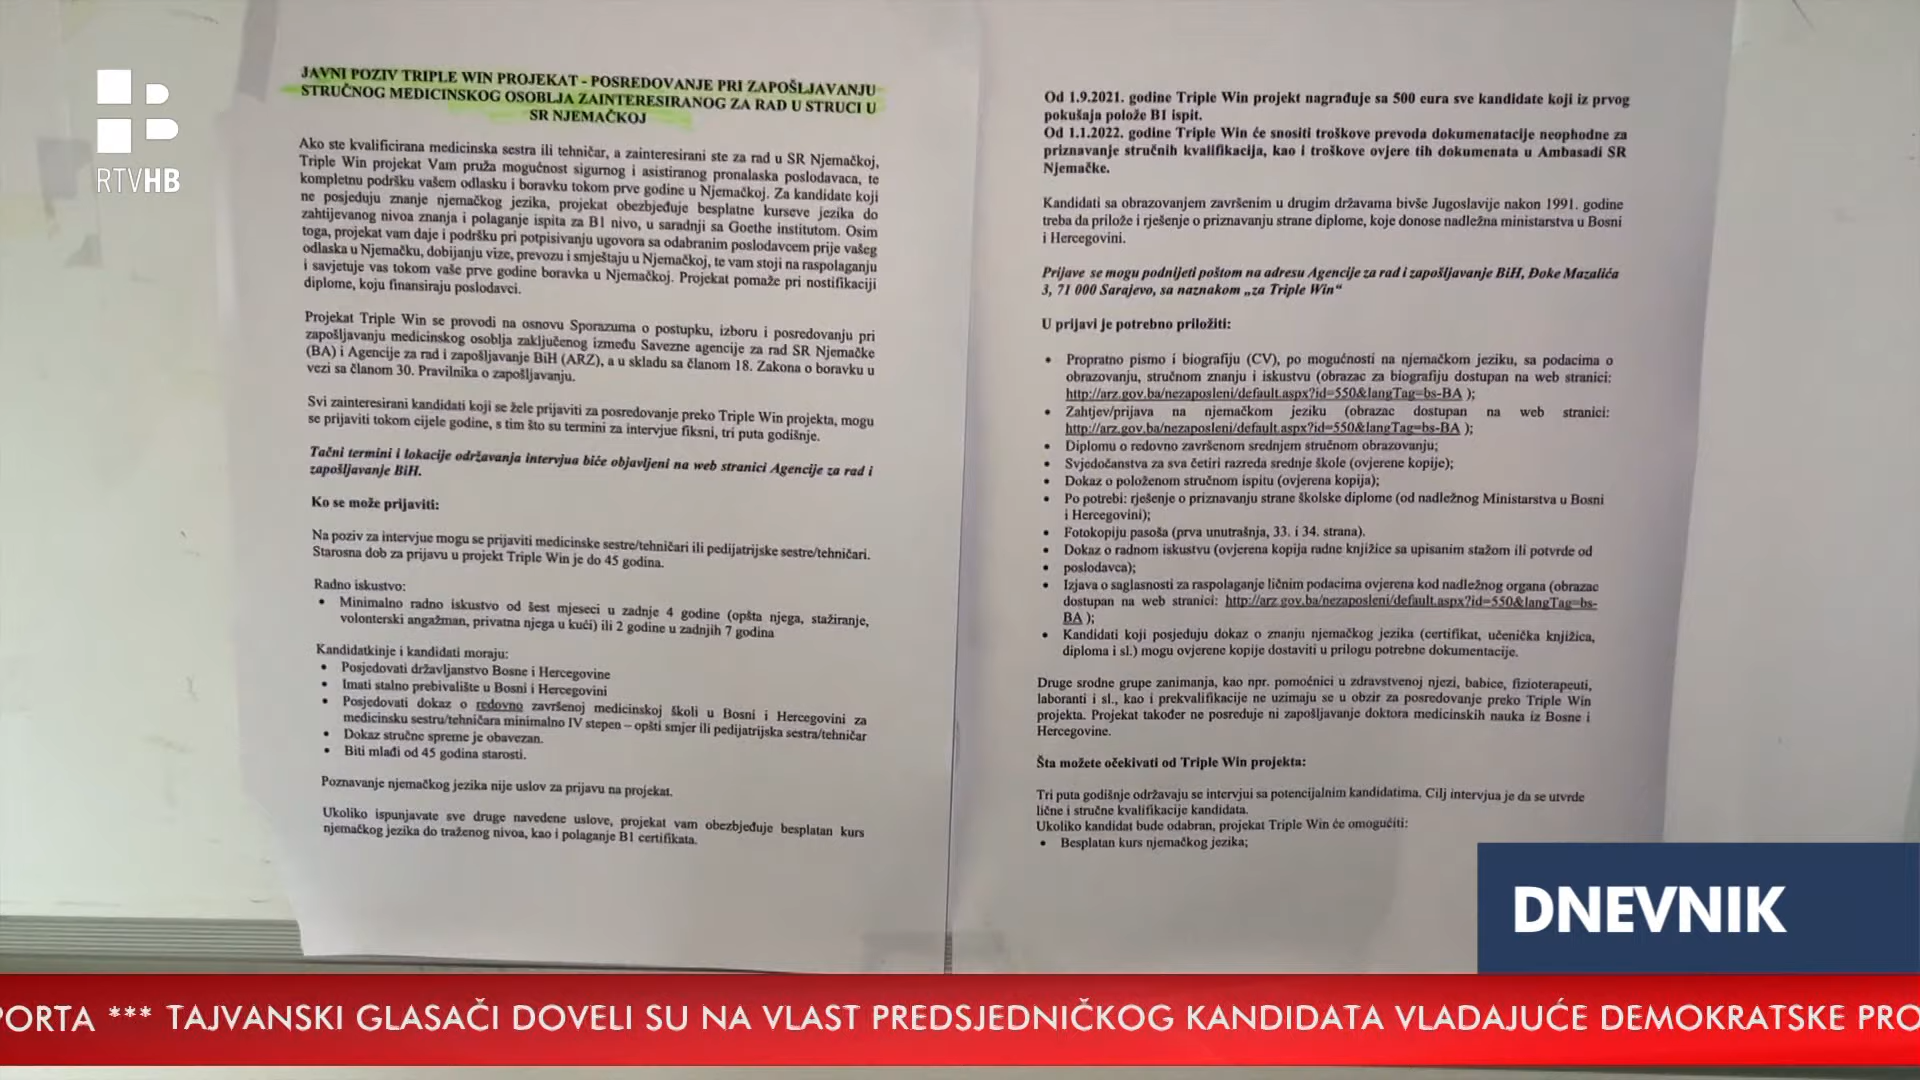 RTVHB
JAVNI POZIV TRIPLE WIN PROJEKAT - POSREDOVANJE PRI ZAPOŠLJAVANJU
STRUČNOG MEDICINSKOG OSOBLJA ZAINTERESIRANOG ZA RAD U STRUCI U
SR NJEMAČKOJ
Ako ste kvalificirana medicinska sestra ili tehničar, a zainteresirani ste za rad u SR Njemačkoj,
Triple Win projekat Vam pruža mogućnost sigurnog i asistiranog pronalaska poslodavaca, te
kompletnu podršku vašem odlasku i boravku tokom prve godine u Njemačkoj. Za kandidate koji
ne posjeduju znanje njemačkog jezika, projekat obezbjeđuje besplatne kurseve jezika do
zahtijevanog nivoa znanja i polaganje ispita za B1 nivo, u saradnji sa Goethe institutom. Osim
toga, projekat vam daje i podršku pri potpisivanju ugovora sa odabranim poslodavcem prije vašeg
odlaska u Njemačku, dobijanju vize, prevozu i smještaju u Njemačkoj, te vam stoji na raspolaganju
i savjetuje vas tokom vaše prve godine boravka u Njemačkoj. Projekat pomaže pri nostifikaciji
diplome, koju finansiraju poslodavci.
Projekat Triple Win se provodi na osnovu Sporazuma o postupku, izboru i posredovanju pri
zapošljavanju medicinskog osoblja zaključenog između Savezne agencije za rad SR Njemačke
(BA) i Agencije za rad i zapošljavanje BiH (ARZ), a u skladu sa članom 18. Zakona o boravku u
vezi sa članom 30. Pravilnika o zapošljavanju.
Svi zainteresirani kandidati koji se žele prijaviti za posredovanje preko Triple Win projekta, mogu
se prijaviti tokom cijele godine, s tim što su termini za intervjue fiksni, tri puta godišnje.
Tačni termini i lokacije održavanja intervjua biće objavljeni na web stranici Agencije za rad i
zapošljavanje BiH.
Ko se može prijaviti:
Na poziv za intervjue mogu se prijaviti medicinske sestre/tehničari ili pedijatrijske sestre/tehničari.
Starosna dob za prijavu u projekt Triple Win je do 45 godina.
Radno iskustvo:
• Minimalno radno iskustvo od šest mjeseci u zadnje 4 godine (opšta njega, stažiranje,
volonterski angažman, privatna njega u kući) ili 2 godine u zadnjih 7 godina
Kandidatkinje i kandidati moraju:
• Posjedovati državljanstvo Bosne i Hercegovine
• Imati stalno prebivalište u Bosni i Hercegovini
• Posjedovati dokaz o redovno završenoj medicinskoj školi u Bosni i Hercegovini za
medicinsku sestru/tehničara minimalno IV stepen – opšti smjer ili pedijatrijska sestra/tehničar
• Dokaz stručne spreme je obavezan.
• Biti mlađi od 45 godina starosti.
Poznavanje njemačkog jezika nije uslov za prijavu na projekat.
Ukoliko ispunjavate sve druge navedene uslove, projekat vam obezbjeđuje besplatan kurs
njemačkog jezika do traženog nivoa, kao i polaganje B1 certifikata.
Od 1.9.2021. godine Triple Win projekt nagrađuje sa 500 eura sve kandidate koji iz prvog
pokušaja polože B1 ispit.
Od 1.1.2022. godine Triple Win će snositi troškove prevoda dokumenatacije neophodne za
priznavanje stručnih kvalifikacija, kao i troškove ovjere tih dokumenata u Ambasadi SR
Njemačke.
Kandidati sa obrazovanjem završenim u drugim državama bivše Jugoslavije nakon 1991. godine
treba da prilože i rješenje o priznavanju strane diplome, koje donose nadležna ministarstva u Bosni
i Hercegovini.
Prijave se mogu podnijeti poštom na adresu Agencije za rad i zapošljavanje BiH, Đoke Mazalića
3, 71 000 Sarajevo, sa naznakom „za Triple Win“
U prijavi je potrebno priložiti:
• Propratno pismo i biografiju (CV), po mogućnosti na njemačkom jeziku, sa podacima o
obrazovanju, stručnom znanju i iskustvu (obrazac za biografiju dostupan na web stranici:
http://arz.gov.ba/nezaposleni/default.aspx?id=550&langTag=bs-BA );
• Zahtjev/prijava na njemačkom jeziku (obrazac dostupan na web stranici:
http://arz.gov.ba/nezaposleni/default.aspx?id=550&langTag=bs-BA );
• Diplomu o redovno završenom srednjem stručnom obrazovanju;
• Svjedočanstva za sva četiri razreda srednje škole (ovjerene kopije);
• Dokaz o položenom stručnom ispitu (ovjerena kopija);
• Po potrebi: rješenje o priznavanju strane školske diplome (od nadležnog Ministarstva u Bosni
i Hercegovini);
• Fotokopiju pasoša (prva unutrašnja, 33. i 34. strana).
• Dokaz o radnom iskustvu (ovjerena kopija radne knjižice sa upisanim stažom ili potvrde od
• poslodavca);
• Izjava o saglasnosti za raspolaganje ličnim podacima ovjerena kod nadležnog organa (obrazac
dostupan na web stranici: http://arz.gov.ba/nezaposleni/default.aspx?id=550&langTag=bs-
BA );
• Kandidati koji posjeduju dokaz o znanju njemačkog jezika (certifikat, učenička knjižica,
diploma i sl.) mogu ovjerene kopije dostaviti u prilogu potrebne dokumentacije.
Druge srodne grupe zanimanja, kao npr. pomoćnici u zdravstvenoj njezi, babice, fizioterapeuti,
laboranti i sl., kao i prekvalifikacije ne uzimaju se u obzir za posredovanje preko Triple Win
projekta. Projekat također ne posreduje ni zapošljavanje doktora medicinskih nauka iz Bosne i
Hercegovine.
Šta možete očekivati od Triple Win projekta:
Tri puta godišnje održavaju se intervjui sa potencijalnim kandidatima. Cilj intervjua je da se utvrde
lične i stručne kvalifikacije kandidata.
Ukoliko kandidat bude odabran, projekat Triple Win će omogućiti:
• Besplatan kurs njemačkog jezika;
DNEVNIK
PORTA *** TAJVANSKI GLASAČI DOVELI SU NA VLAST PREDSJEDNIČKOG KANDIDATA VLADAJUĆE DEMOKRATSKE PRO